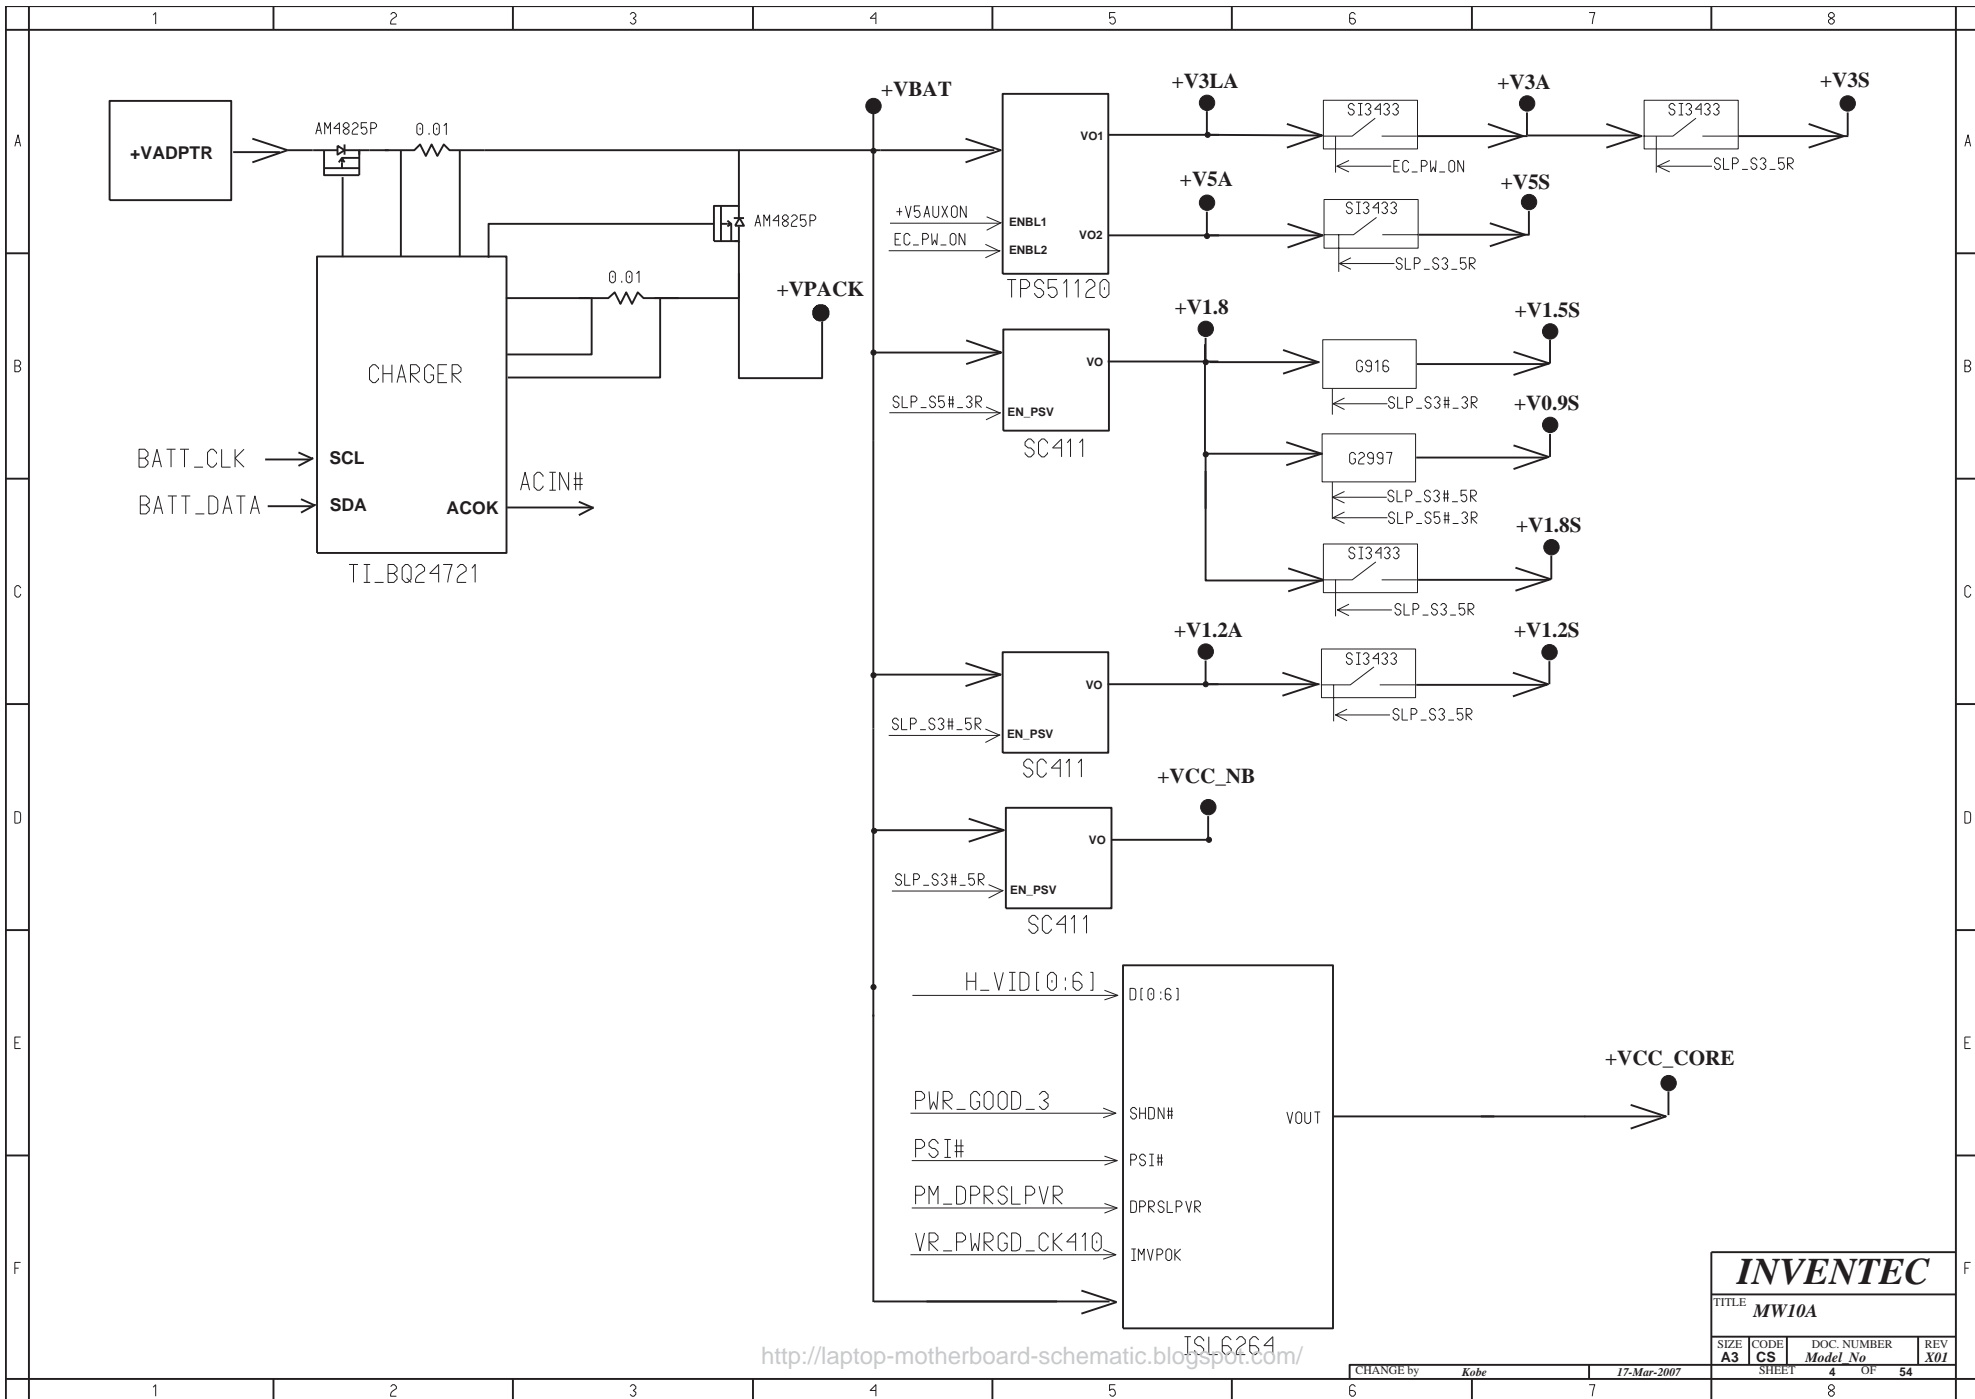 1 2 3 4 5 6 7 8
A
+VADPTR
AM4825P
0.01
+VBAT
+V3LA
+V3A
+V3S
VO1
SI3433
SI3433
EC_PW_ON
SLP_S3_5R
AM4825P
+V5A
+V5S
+V5AUXON
ENBL1
EC_PW_ON
ENBL2
VO2
SI3433
SLP_S3_5R
TPS51120
A
B
0.01
+VPACK
CHARGER
BATT_CLK
SCL
BATT_DATA
SDA
ACOK
ACIN#
TI_BQ24721
+V1.8
+V1.5S
VO
G916
SLP_S5#_3R
EN_PSV
SLP_S3#_3R
SC411
+V0.9S
G2997
SLP_S3#_5R
SLP_S5#_3R
B
C
+V1.8S
SI3433
SLP_S3_5R
+V1.2A
+V1.2S
VO
SI3433
SLP_S3_5R
SLP_S3#_5R
EN_PSV
SC411
C
D
+VCC_NB
VO
SLP_S3#_5R
EN_PSV
SC411
D
E
H_VID[0:6]
D[0:6]
+VCC_CORE
PWR_GOOD_3
SHDN#
VOUT
PSI#
PSI#
PM_DPRSLPVR
DPRSLPVR
VR_PWRGD_CK410
IMVPOK
ISL6264
E
F
F
INVENTEC
TITLE MW10A
SIZE CODE DOC. NUMBER REV
A3 CS Model_No X01
CHANGE by Kobe 17-Mar-2007 SHEET 4 OF 54
http://laptop-motherboard-schematic.blogspot.com/
1 2 3 4 5 6 7 8